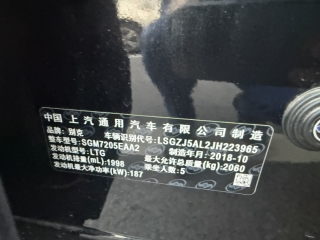 中国 上汽通用汽车有限公司制造
品牌：别克 车辆识别代号：LSGZJ5AL2JH223965
整车型号：SGM7205EAA2 制造年月：2018-10
发动机型号：LTG 最大允许总质量(kg)：2060
发动机排量(mL)：1998 乘坐人数：5
发动机最大净功率(kW)：187